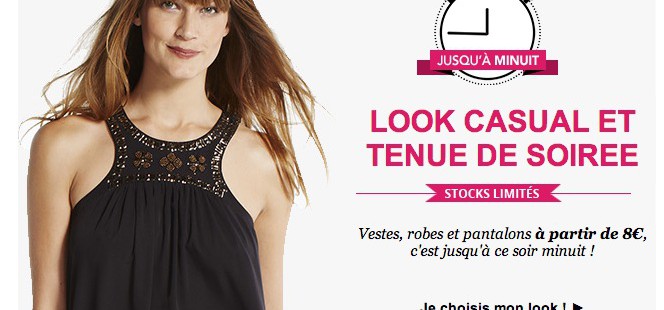 JUSQU'À MINUIT
LOOK CASUAL ET
TENUE DE SOIREE
STOCKS LIMITÉS
Vestes, robes et pantalons à partir de 8€,
c'est jusqu'à ce soir minuit !
Je choisis mon look ! ►